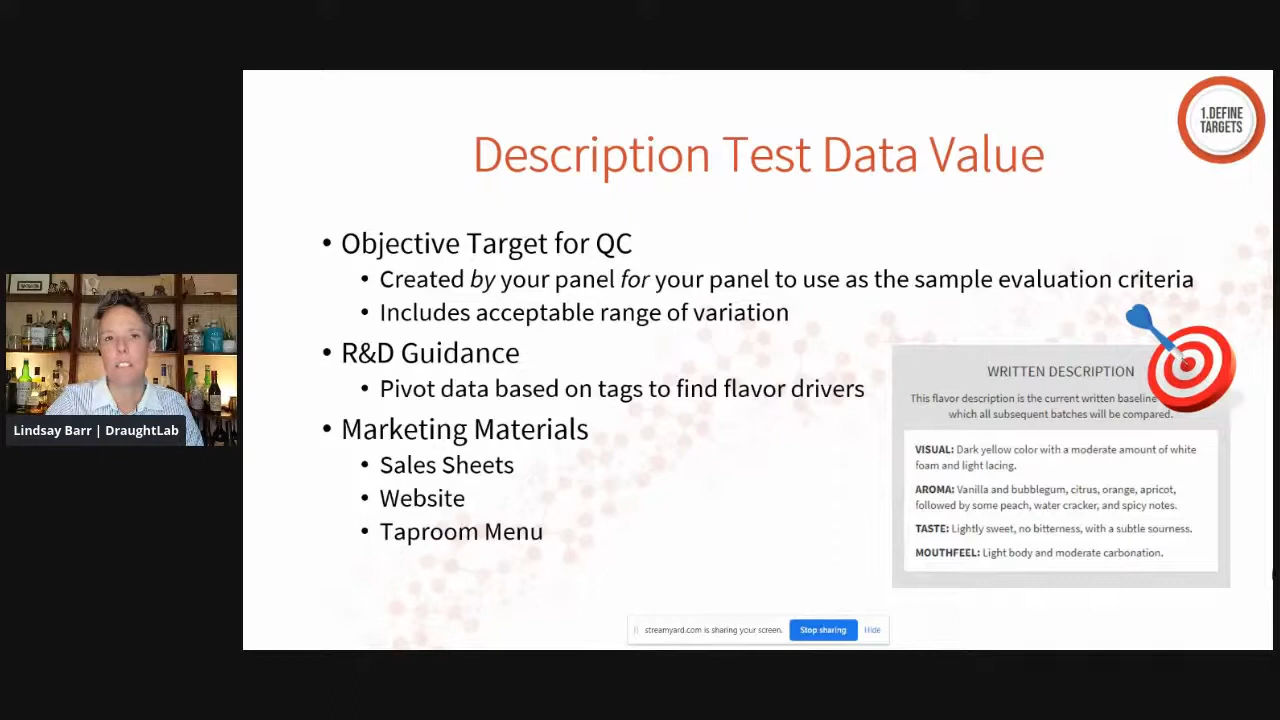 1.DEFINE
TARGETS
Description Test Data Value
• Objective Target for QC
• Created by your panel for your panel to use as the sample evaluation criteria
• Includes acceptable range of variation
• R&D Guidance
• Pivot data based on tags to find flavor drivers
• Marketing Materials
• Sales Sheets
• Website
• Taproom Menu
WRITTEN DESCRIPTION
This flavor description is the current written baseline
which all subsequent batches will be compared.
VISUAL: Dark yellow color with a moderate amount of white
foam and light lacing.
AROMA: Vanilla and bubblegum, citrus, orange, apricot,
followed by some peach, water cracker, and spicy notes.
TASTE: Lightly sweet, no bitterness, with a subtle sourness.
MOUTHFEEL: Light body and moderate carbonation.
Lindsay Barr | DraughtLab
streamyard.com is sharing your screen.
Stop sharing
Hide